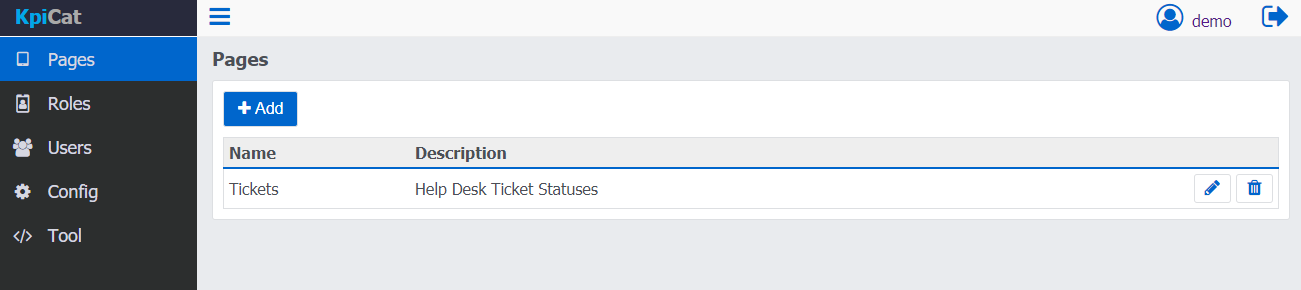 KpiCat
demo
Pages
Roles
Users
Config
Tool
Pages
Add
Name Description
Tickets Help Desk Ticket Statuses